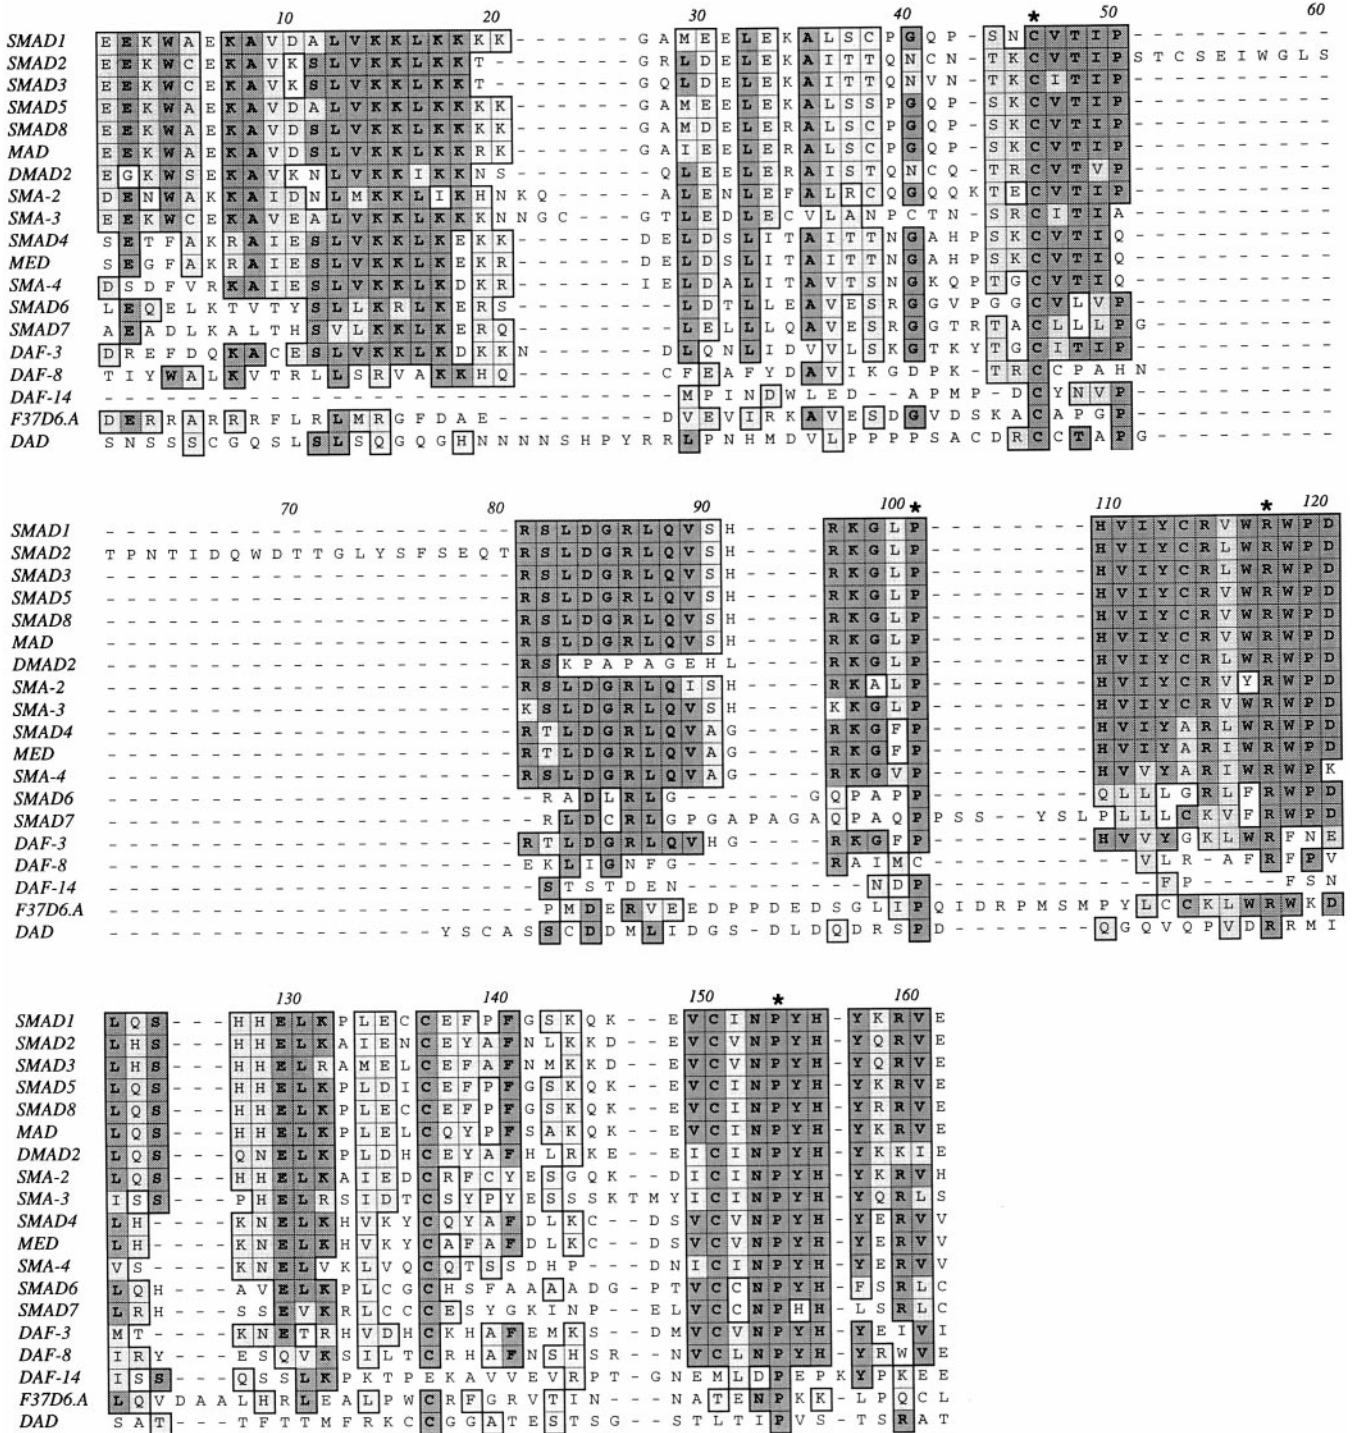 10 20 30 40 * 50 60
SMAD1 E E K W A E K A V D A L V K K L K K K K - - - - - - G A M E E L E K A L S C P G Q P - S N C V T I P - - - - - - - - - -
SMAD2 E E K W C E K A V K S L V K K L K K T - - - - - - - G R L D E L E K A I T T Q N C N - T K C V T I P S T C S E I W G L S
SMAD3 E E K W C E K A V K S L V K K L K K T - - - - - - - G Q L D E L E K A I T T Q N V N - T K C I T I P - - - - - - - - - -
SMAD5 E E K W A E K A V D A L V K K L K K K K - - - - - - G A M E E L E K A L S S P G Q P - S K C V T I P - - - - - - - - - -
SMAD8 E E K W A E K A V D S L V K K L K K K K - - - - - - G A M D E L E R A L S C P G Q P - S K C V T I P - - - - - - - - - -
MAD E E K W A E K A V D S L V K K L K K R K - - - - - - G A I E E L E R A L S C P G Q P - S K C V T I P - - - - - - - - - -
DMAD2 E G K W S E K A V K N L V K K I K K N S - - - - - - - Q L E E L E R A I S T Q N C Q - T R C V T V P - - - - - - - - - -
SMA-2 D E N W A K K A I D N L M K K L I K H N K Q - - - - - A L E N L E F A L R C Q G Q Q K T E C V T I P - - - - - - - - - -
SMA-3 E E K W C E K A V E A L V K K L K K K N N G C - - - G T L E D L E C V L A N P C T N - S R C I T I A - - - - - - - - - -
SMAD4 S E T F A K R A I E S L V K K L K E K K - - - - - - D E L D S L I T A I T T N G A H P S K C V T I Q - - - - - - - - - -
MED S E G F A K R A I E S L V K K L K E K R - - - - - - D E L D S L I T A I T T N G A H P S K C V T I Q - - - - - - - - - -
SMA-4 D S D F V R K A I E S L V K K L K D K R - - - - - - I E L D A L I T A V T S N G K Q P T G C V T I Q - - - - - - - - - -
SMAD6 L E Q E L K T V T Y S L L K R L K E R S - - - - - - - - L D T L L E A V E S R G G V P G G C V L V P - - - - - - - - - -
SMAD7 A E A D L K A L T H S V L K K L K E R Q - - - - - - - - L E L L L Q A V E S R G G T R T A C L L L P G - - - - - - - - -
DAF-3 D R E F D Q K A C E S L V K K L K D K K N - - - - - D L Q N L I D V V L S K G T K Y T G C I T I P - - - - - - - - - -
DAF-8 T I Y W A L K V T R L L S R V A K K H Q - - - - - - C F E A F Y D A V I K G D P K - T R C C P A H N - - - - - - - - - -
DAF-14 - - - - - - - - - - - - - - - - - - - - - - - - - - - - M P I N D W L E D - - A P M P - D C Y N V P - - - - - - - - - -
F37D6.A D E R R A R R R F L R L M R G F D A E - - - - - - - D V E V I R K A V E S D G V D S K A C A P G P - - - - - - - - - -
DAD S N S S S C G Q S L S L S Q G Q G H N N N N S H P Y R R L P N H M D V L P P P P S A C D R C C T A P G - - - - - - - - -
70 80 90 100 * 110 * 120
SMAD1 - - - - - - - - - - - - - - - - - - - - R S L D G R L Q V S H - - - - R K G L P - - - - - - - - H V I Y C R V W R W P D
SMAD2 T P N T I D Q W D T T G L Y S F S E Q T R S L D G R L Q V S H - - - - R K G L P - - - - - - - - H V I Y C R L W R W P D
SMAD3 - - - - - - - - - - - - - - - - - - - - R S L D G R L Q V S H - - - - R K G L P - - - - - - - - H V I Y C R L W R W P D
SMAD5 - - - - - - - - - - - - - - - - - - - - R S L D G R L Q V S H - - - - R K G L P - - - - - - - - H V I Y C R V W R W P D
SMAD8 - - - - - - - - - - - - - - - - - - - - R S L D G R L Q V S H - - - - R K G L P - - - - - - - - H V I Y C R V W R W P D
MAD - - - - - - - - - - - - - - - - - - - - R S L D G R L Q V S H - - - - R K G L P - - - - - - - - H V I Y C R V W R W P D
DMAD2 - - - - - - - - - - - - - - - - - - - - R S K P A P A G E H L - - - - R K G L P - - - - - - - - H V I Y C R L W R W P D
SMA-2 - - - - - - - - - - - - - - - - - - - - R S L D G R L Q I S H - - - - R K A L P - - - - - - - - H V I Y C R V Y R W P D
SMA-3 - - - - - - - - - - - - - - - - - - - - K S L D G R L Q V S H - - - - K K G L P - - - - - - - - H V I Y C R V W R W P D
SMAD4 - - - - - - - - - - - - - - - - - - - - R T L D G R L Q V A G - - - - R K G F P - - - - - - - - H V I Y A R L W R W P D
MED - - - - - - - - - - - - - - - - - - - - R T L D G R L Q V A G - - - - R K G F P - - - - - - - - H V I Y A R I W R W P D
SMA-4 - - - - - - - - - - - - - - - - - - - - R S L D G R L Q V A G - - - - R K G V P - - - - - - - - H V V Y A R I W R W P K
SMAD6 - - - - - - - - - - - - - - - - - - - - - R A D L R L G - - - - - - G Q P A P P - - - - - - - - Q L L L G R L F R W P D
SMAD7 - - - - - - - - - - - - - - - - - - - - - R L D C R L G P G A P A G A Q P A Q P P S S - - Y S L P L L L C K V F R W P D
DAF-3 - - - - - - - - - - - - - - - - - - - - R T L D G R L Q V H G - - - - R K G F P - - - - - - - - H V V Y G K L W R F N E
DAF-8 - - - - - - - - - - - - - - - - - - - - E K L I G N F G - - - - - - - R A I M C - - - - - - - - - - V L R - A F R F P V
DAF-14 - - - - - - - - - - - - - - - - - - - - - S T S T D E N - - - - - - - - - N D P - - - - - - - - - - - F P - - - - F S N
F37D6.A - - - - - - - - - - - - - - - - - - - - - P M D E R V E E D P P D E D S G L I P Q I D R P M S M P Y L C C K L W R W K D
DAD - - - - - - - - - - - - - - - - Y S C A S S C D D M L I D G S - D L D Q D R S P D - - - - - - - Q G Q V Q P V D R R M I
130 140 150 * 160
SMAD1 L Q S - - - H H E L K P L E C C E F P F G S K Q K - - E V C I N P Y H - Y K R V E
SMAD2 L H S - - - H H E L K A I E N C E Y A F N L K K D - - E V C V N P Y H - Y Q R V E
SMAD3 L H S - - - H H E L R A M E L C E F A F N M K K D - - E V C V N P Y H - Y Q R V E
SMAD5 L Q S - - - H H E L K P L D I C E F P F G S K Q K - - E V C I N P Y H - Y K R V E
SMAD8 L Q S - - - H H E L K P L E C C E F P F G S K Q K - - E V C I N P Y H - Y R R V E
MAD L Q S - - - H H E L K P L E L C Q Y P F S A K Q K - - E V C I N P Y H - Y K R V E
DMAD2 L Q S - - - Q N E L K P L D H C E Y A F H L R K E - - E I C I N P Y H - Y K K I E
SMA-2 L Q S - - - H H E L K A I E D C R F C Y E S G Q K - - D I C I N P Y H - Y K R V H
SMA-3 I S S - - - P H E L R S I D T C S Y P Y E S S S K T M Y I C I N P Y H - Y Q R L S
SMAD4 L H - - - - K N E L K H V K Y C Q Y A F D L K C - - D S V C V N P Y H - Y E R V V
MED L H - - - - K N E L K H V K Y C A F A F D L K C - - D S V C V N P Y H - Y E R V V
SMA-4 V S - - - - K N E L V K L V Q C Q T S S D H P - - D N I C I N P Y H - Y E R V V
SMAD6 L Q H - - - A V E L K P L C G C H S F A A A A D G - P T V C C N P Y H - F S R L C
SMAD7 L R H - - - S S E V K R L C C C E S Y G K I N P - - E L V C C N P H H - L S R L C
DAF-3 M T - - - - K N E T R H V D H C K H A F E M K S - - D M V C V N P Y H - Y E I V I
DAF-8 I R Y - - - E S Q V K S I L T C R H A F N S H S R - - N V C L N P Y H - Y R W V E
DAF-14 I S S - - - Q S S L K P K T P E K A V V E V R P T - G N E M L D P E P K Y P K E E
F37D6.A L Q V D A A L H R L E A L P W C R F G R V T I N - - N A T E N P K K - L P Q C L
DAD S A T - - - T F T T M F R K C C G G A T E S T S G - - S T L T I P V S - T S R A T